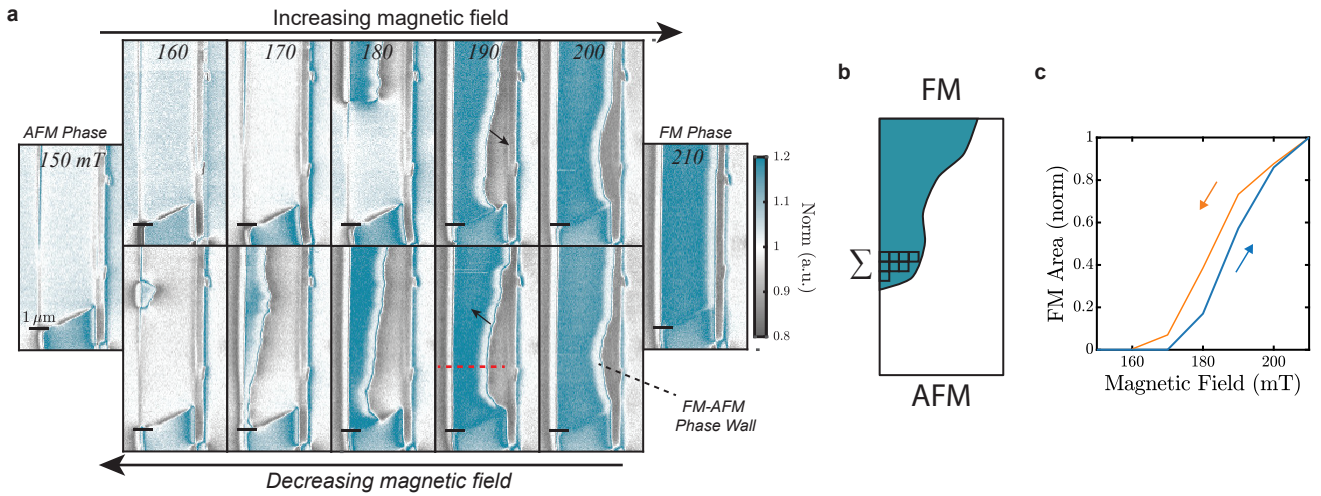 a
Increasing magnetic field
160
170
180
190
200
AFM Phase
150 mT
1 μm
FM Phase
210
1.2
1.1
1
0.9
0.8
Norm (a.u.)
FM-AFM
Phase Wall
Decreasing magnetic field
b
FM
Σ
AFM
c
1
0.8
0.6
0.4
0.2
0
FM Area (norm)
160
180
200
Magnetic Field (mT)